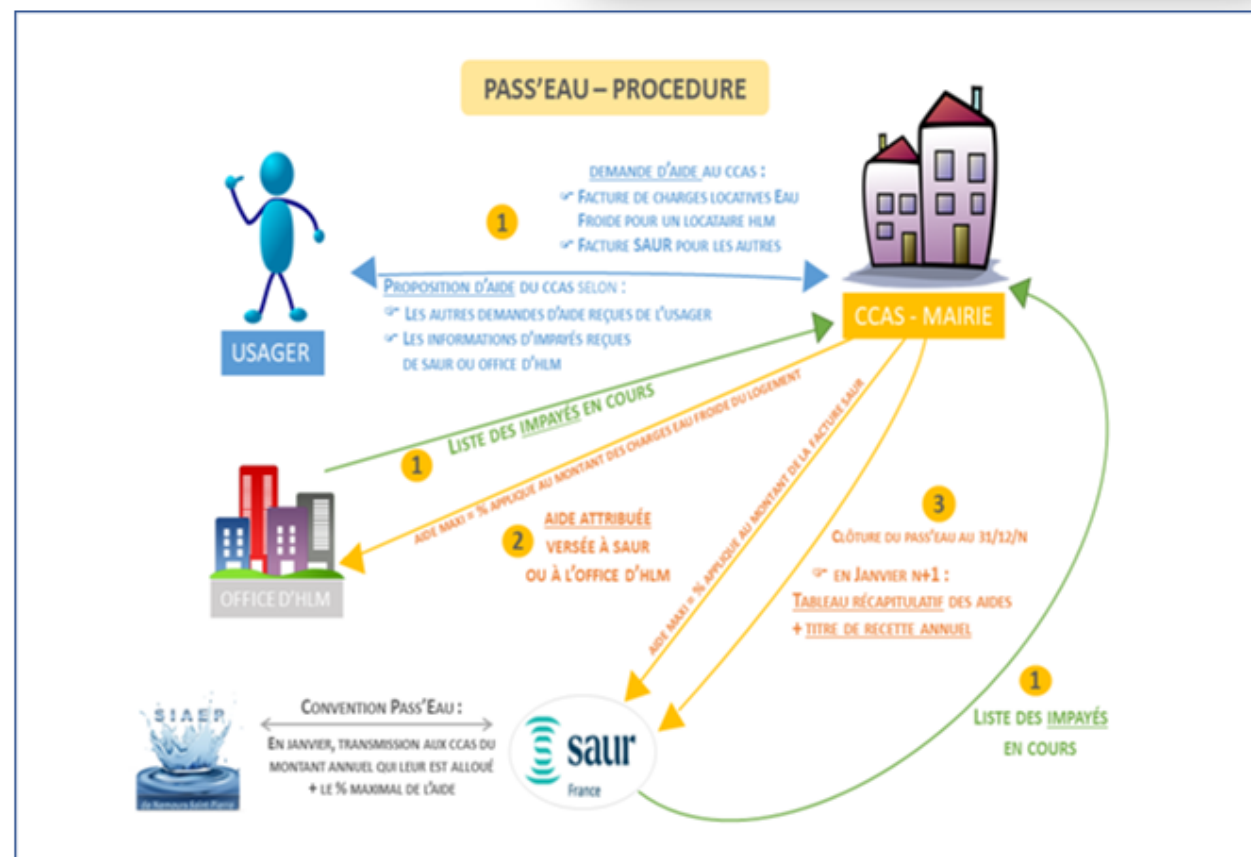 PASS'EAU – PROCEDURE
DEMANDE D'AIDE AU CCAS :
☞ FACTURE DE CHARGES LOCATIVES EAU
FROIDE POUR UN LOCATAIRE HLM
☞ FACTURE SAUR POUR LES AUTRES
1
PROPOSITION D'AIDE DU CCAS SELON :
☞ LES AUTRES DEMANDES D'AIDE REÇUES DE L'USAGER
☞ LES INFORMATIONS D'IMPAYÉS REÇUES
DE SAUR OU OFFICE D'HLM
USAGER
CCAS - MAIRIE
1
LISTE DES IMPAYÉS EN COURS
AIDE MAXI = % APPLIQUE AU MONTANT DES CHARGES EAU FROIDE DU LOGEMENT
OFFICE D'HLM
2
AIDE ATTRIBUÉE
VERSÉE À SAUR
OU À L'OFFICE D'HLM
AIDE MAXI = % APPLIQUE AU MONTANT DE LA FACTURE SAUR
3
CLÔTURE DU PASS'EAU AU 31/12/N
☞ EN JANVIER N+1 :
TABLEAU RÉCAPITULATIF DES AIDES
+ TITRE DE RECETTE ANNUEL
1
LISTE DES IMPAYÉS
EN COURS
SIAEP
de Nemours Saint Pierre
CONVENTION PASS'EAU :
EN JANVIER, TRANSMISSION AUX CCAS DU
MONTANT ANNUEL QUI LEUR EST ALLOUÉ
+ LE % MAXIMAL DE L'AIDE
saur
France